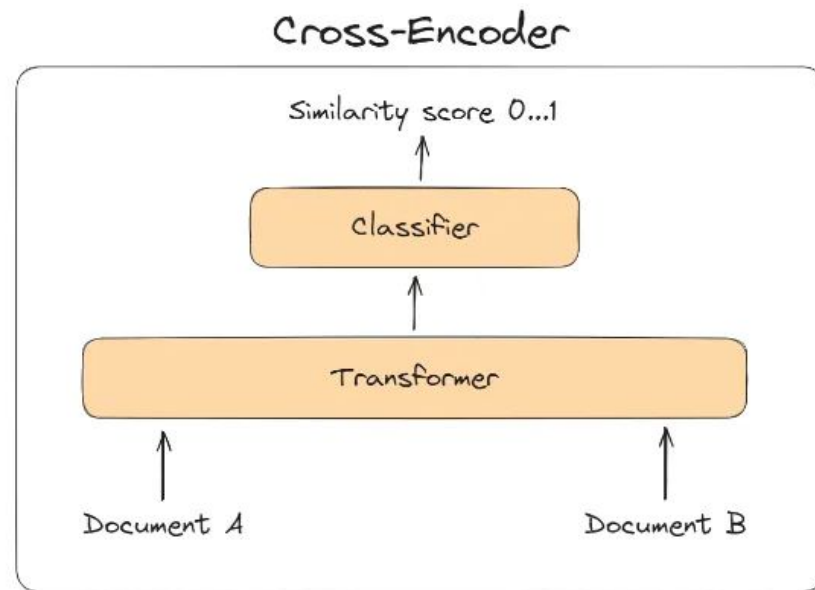 Cross-Encoder
Similarity score 0...1
Classifier
Transformer
Document A
Document B